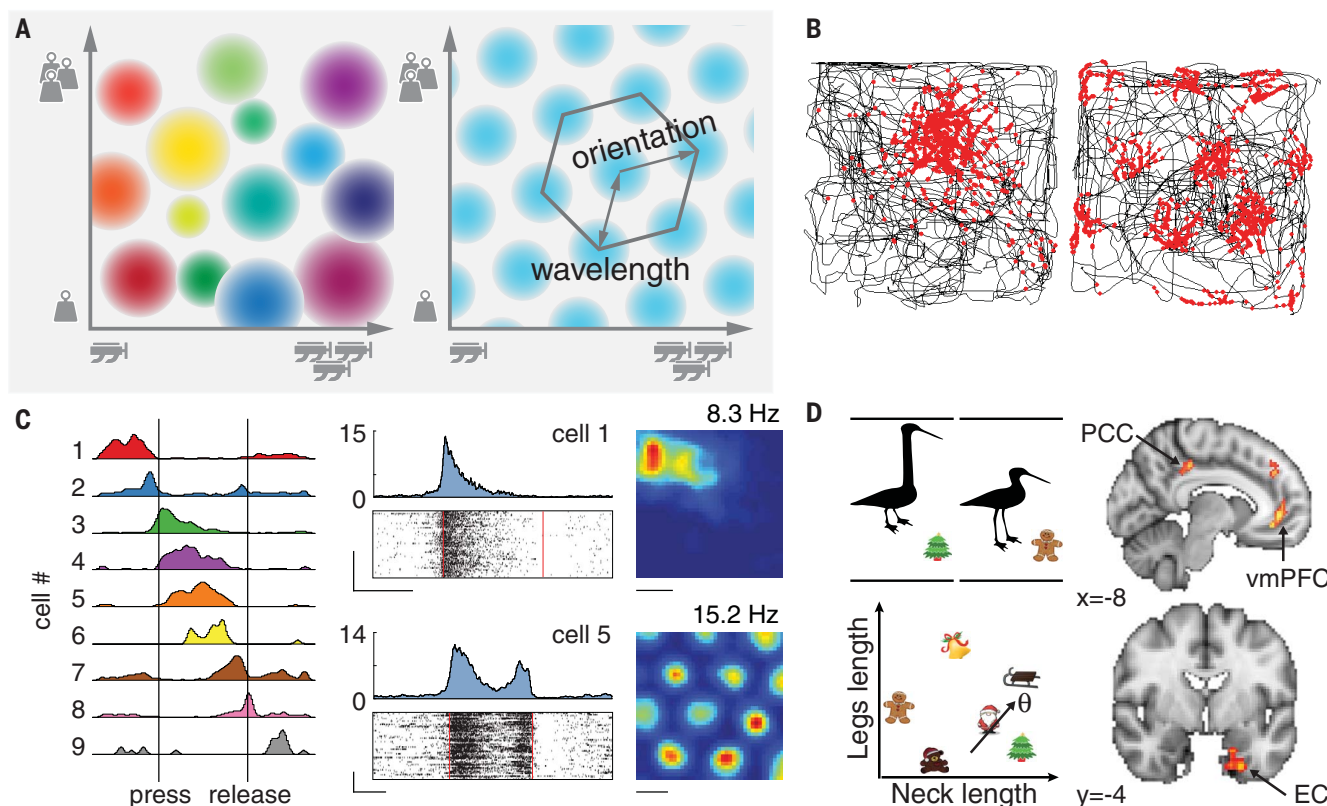 A
orientation
wavelength
B
C
cell #
1
2
3
4
5
6
7
8
9
press release
15
0
cell 1
8.3 Hz
14
0
cell 5
15.2 Hz
D
PCC
vmPFC
x=-8
Legs length
θ
Neck length
EC
y=-4